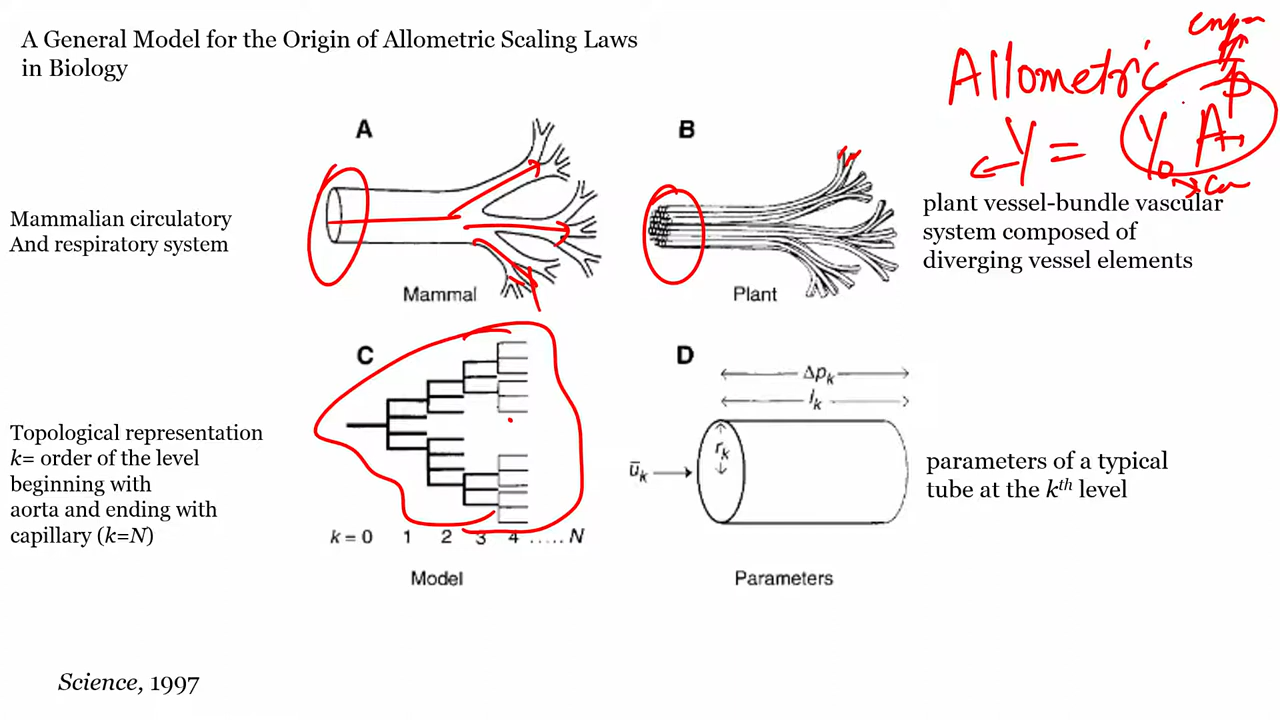 A General Model for the Origin of Allometric Scaling Laws
in Biology
Allometric
Y =
A
B
Mammalian circulatory
And respiratory system
plant vessel-bundle vascular
system composed of
diverging vessel elements
Mammal
Plant
C
D
Δpk
lk
rk
ūk
Topological representation
k= order of the level
beginning with
aorta and ending with
capillary (k=N)
parameters of a typical
tube at the kth level
k = 0 1 2 3 4 ..... N
Model
Parameters
Science, 1997